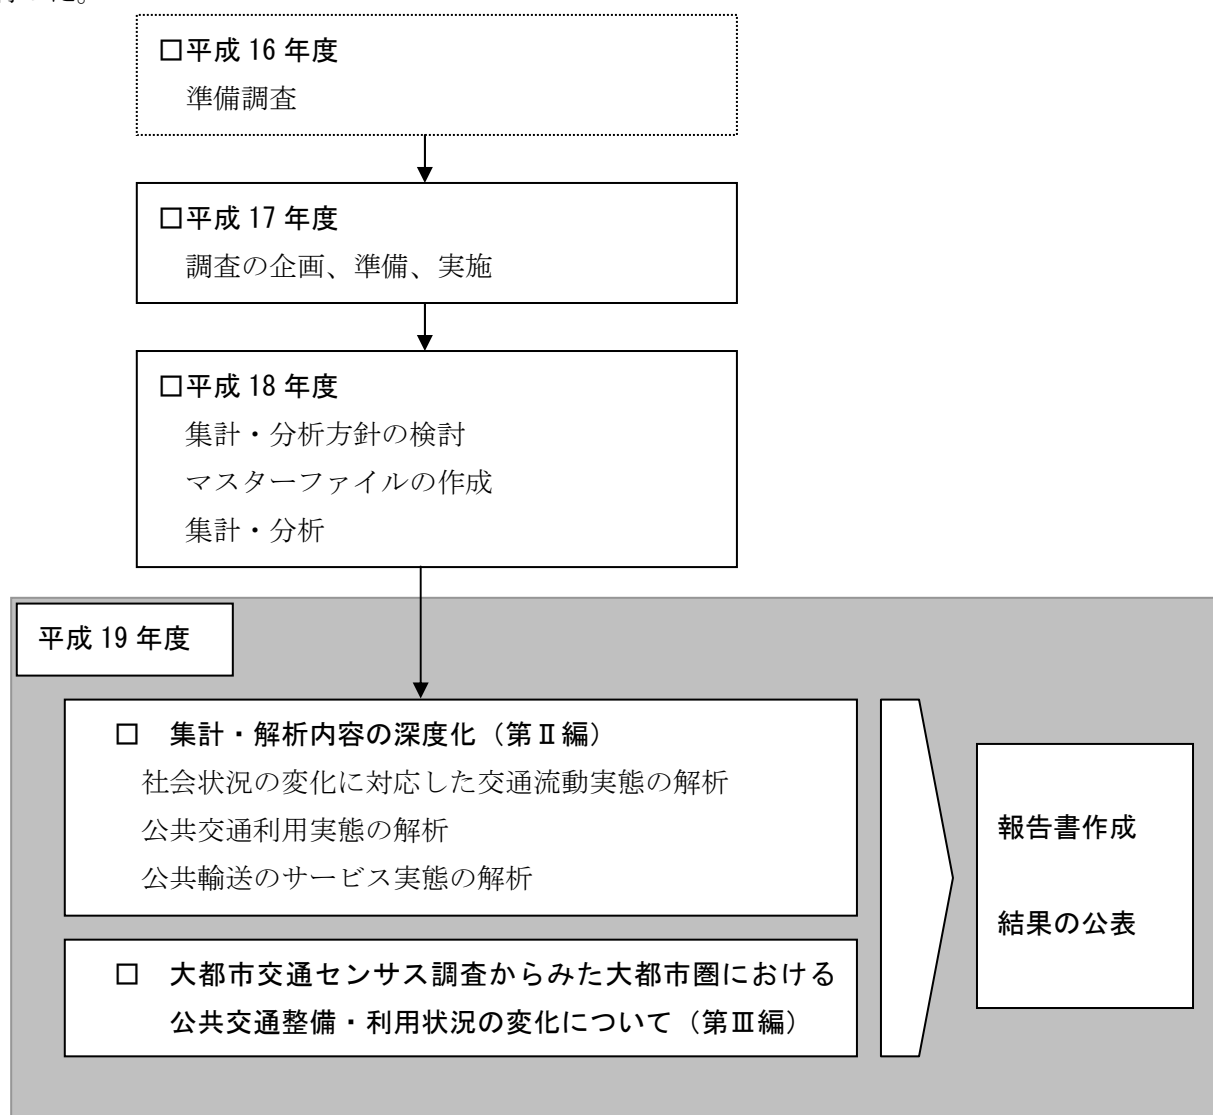 □平成 16 年度
準備調査
□平成 17 年度
調査の企画、準備、実施
□平成 18 年度
集計・分析方針の検討
マスターファイルの作成
集計・分析
平成 19 年度
□　集計・解析内容の深度化（第Ⅱ編）
社会状況の変化に対応した交通流動実態の解析
公共交通利用実態の解析
公共輸送のサービス実態の解析
□　大都市交通センサス調査からみた大都市圏における
公共交通整備・利用状況の変化について（第Ⅲ編）
報告書作成
結果の公表